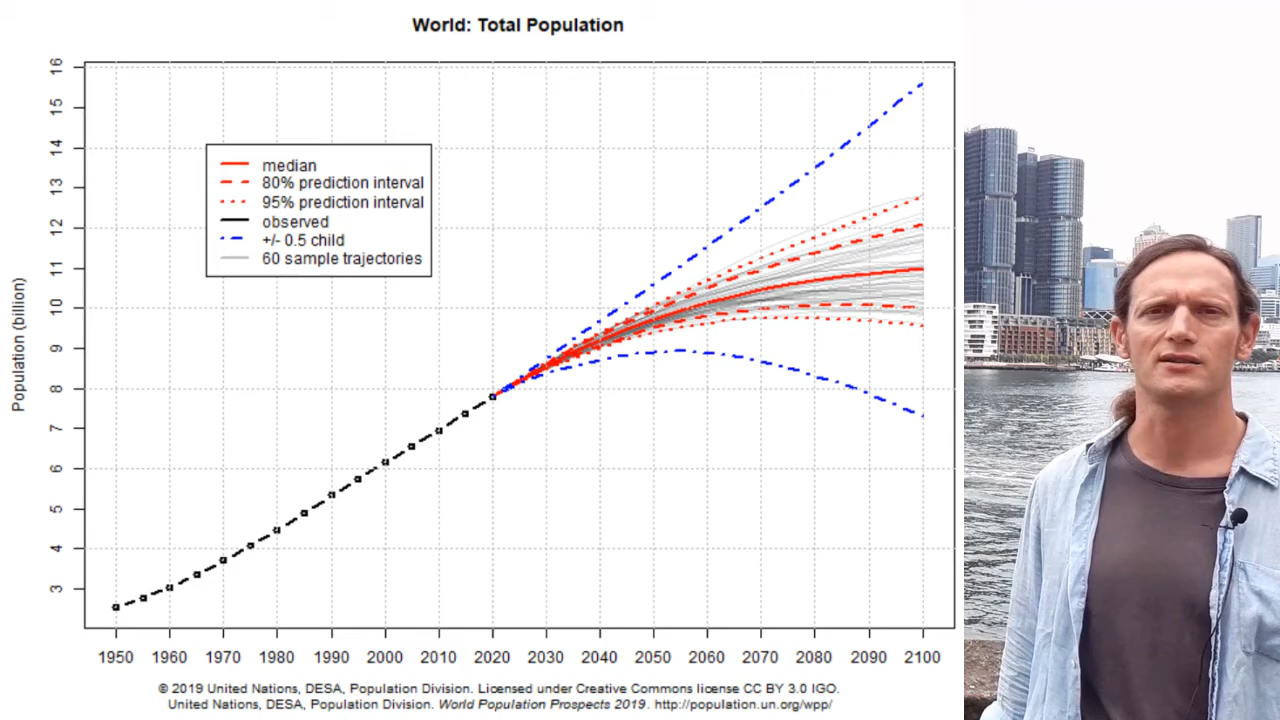 World: Total Population
Population (billion)
16
15
14
13
12
11
10
9
8
7
6
5
4
3
median
80% prediction interval
95% prediction interval
observed
+/- 0.5 child
60 sample trajectories
1950 1960 1970 1980 1990 2000 2010 2020 2030 2040 2050 2060 2070 2080 2090 2100
© 2019 United Nations, DESA, Population Division. Licensed under Creative Commons license CC BY 3.0 IGO.
United Nations, DESA, Population Division. World Population Prospects 2019. http://population.un.org/wpp/